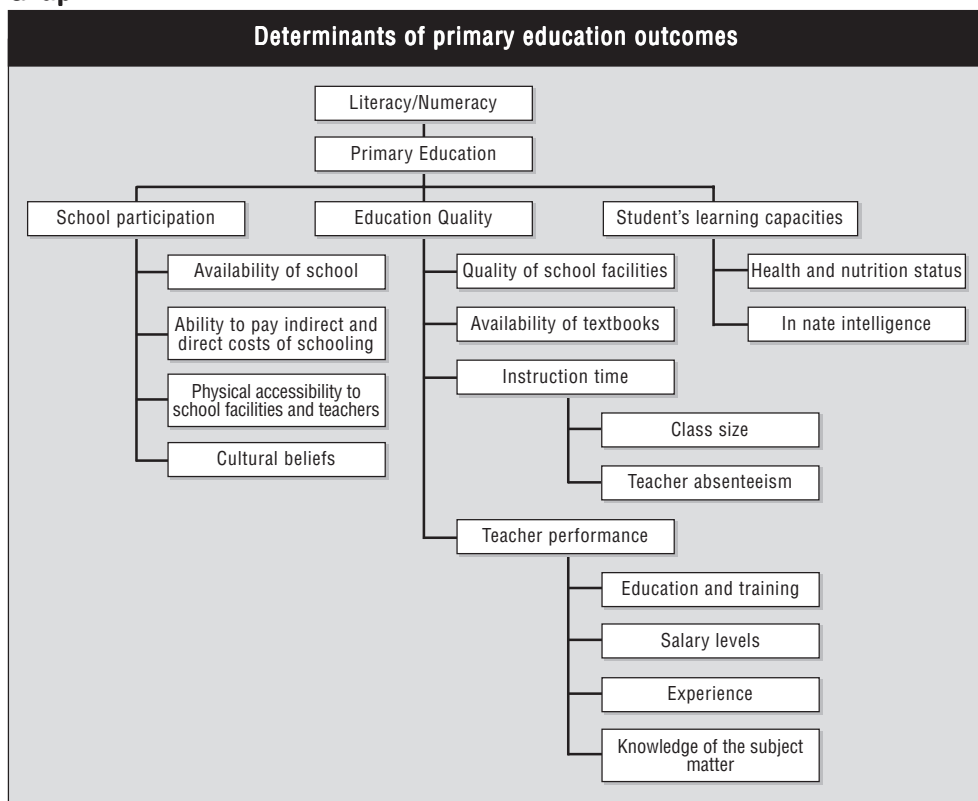 Determinants of primary education outcomes
Literacy/Numeracy
Primary Education
School participation
Education Quality
Student's learning capacities
Availability of school
Ability to pay indirect and
direct costs of schooling
Physical accessibility to
school facilities and teachers
Cultural beliefs
Quality of school facilities
Availability of textbooks
Instruction time
Class size
Teacher absenteeism
Teacher performance
Education and training
Salary levels
Experience
Knowledge of the subject
matter
Health and nutrition status
In nate intelligence